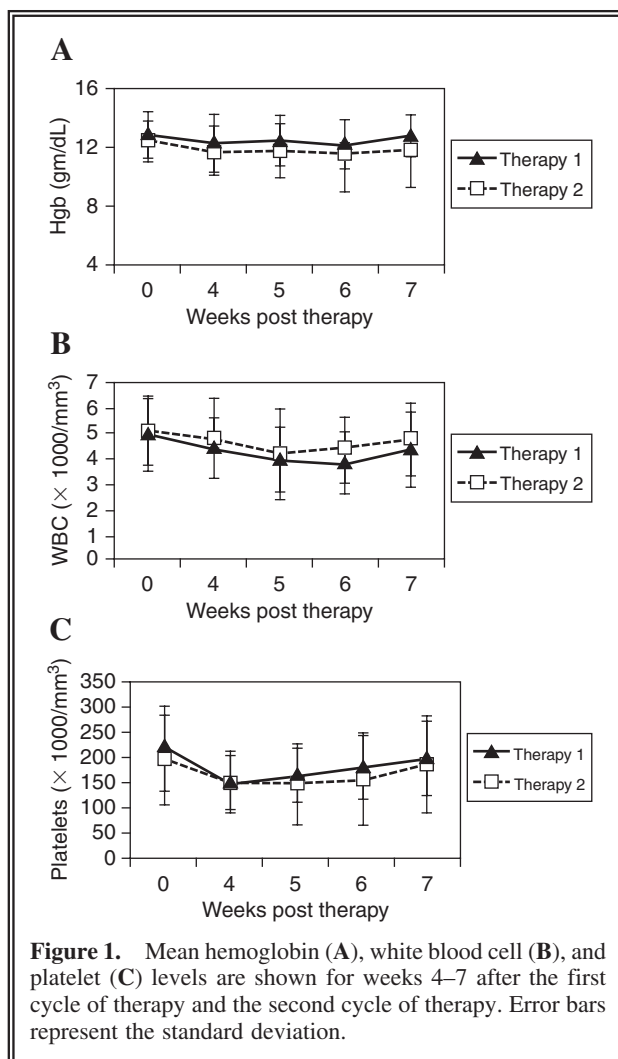 A
16
12
8
4
Hgb (gm/dL)
0 4 5 6 7
Weeks post therapy
Therapy 1
Therapy 2
B
7
6
5
4
3
2
1
0
WBC (× 1000/mm³)
0 4 5 6 7
Weeks post therapy
Therapy 1
Therapy 2
C
350
300
250
200
150
100
50
0
Platelets (× 1000/mm³)
0 4 5 6 7
Weeks post therapy
Therapy 1
Therapy 2
Figure 1. Mean hemoglobin (A), white blood cell (B), and
platelet (C) levels are shown for weeks 4–7 after the first
cycle of therapy and the second cycle of therapy. Error bars
represent the standard deviation.